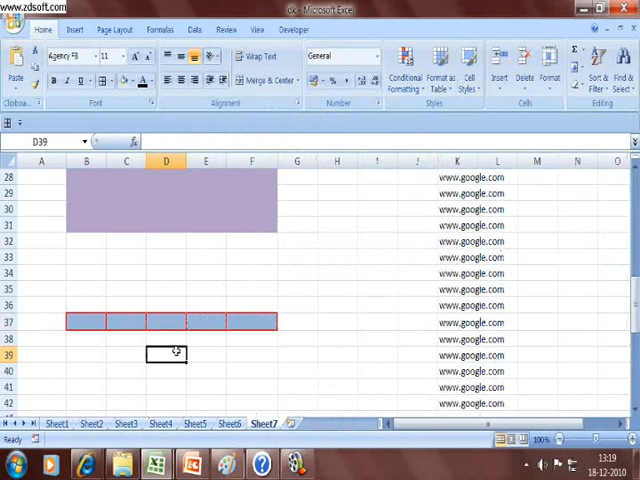 www.zdsoft.com
- Microsoft Excel
Home Insert Page Layout Formulas Data Review View Developer
Paste
Agency FB 11
B I U
Wrap Text
Merge & Center
General
Conditional Formatting
Format as Table
Cell Styles
Insert Delete Format
Sort & Filter
Find & Select
Clipboard Font Alignment Number Styles Cells Editing
D39 fx
A B C D E F G H I J K L M N O
28 www.google.com
29 www.google.com
30 www.google.com
31 www.google.com
32 www.google.com
33 www.google.com
34 www.google.com
35 www.google.com
36 www.google.com
37 www.google.com
38 www.google.com
39 www.google.com
40 www.google.com
41 www.google.com
42 www.google.com
Sheet1 Sheet2 Sheet3 Sheet4 Sheet5 Sheet6 Sheet7
Ready 100%
13:19
18-12-2010